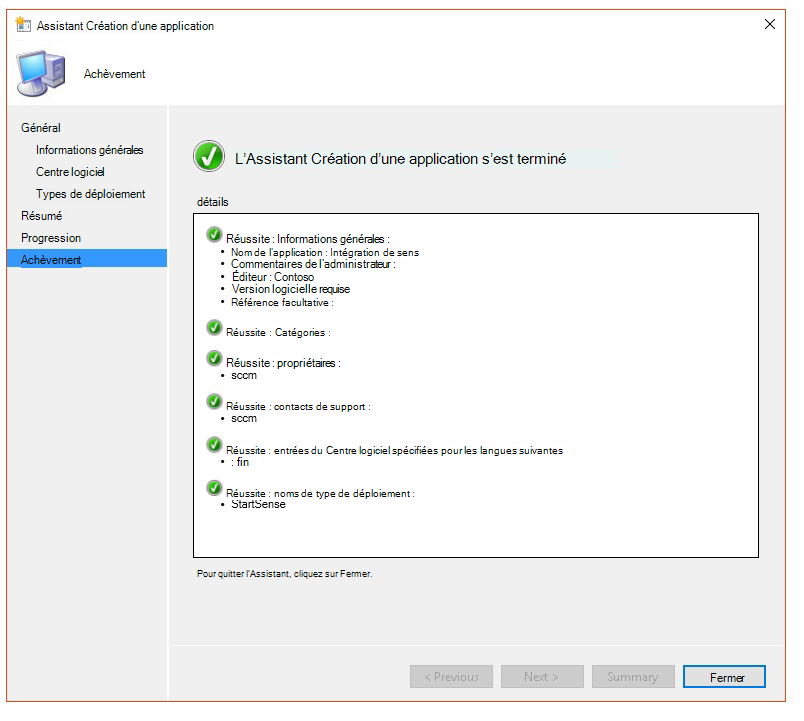 Assistant Création d'une application
Achèvement
Général
Informations générales
Centre logiciel
Types de déploiement
Résumé
Progression
Achèvement
L'Assistant Création d'une application s'est terminé
détails
Réussite : Informations générales :
• Nom de l'application : Intégration de sens
• Commentaires de l'administrateur :
• Éditeur : Contoso
• Version logicielle requise
• Référence facultative :
Réussite : Catégories :
Réussite : propriétaires :
• sccm
Réussite : contacts de support :
• sccm
Réussite : entrées du Centre logiciel spécifiées pour les langues suivantes
• : fin
Réussite : noms de type de déploiement :
• StartSense
Pour quitter l'Assistant, cliquez sur Fermer.
< Previous
Next >
Summary
Fermer